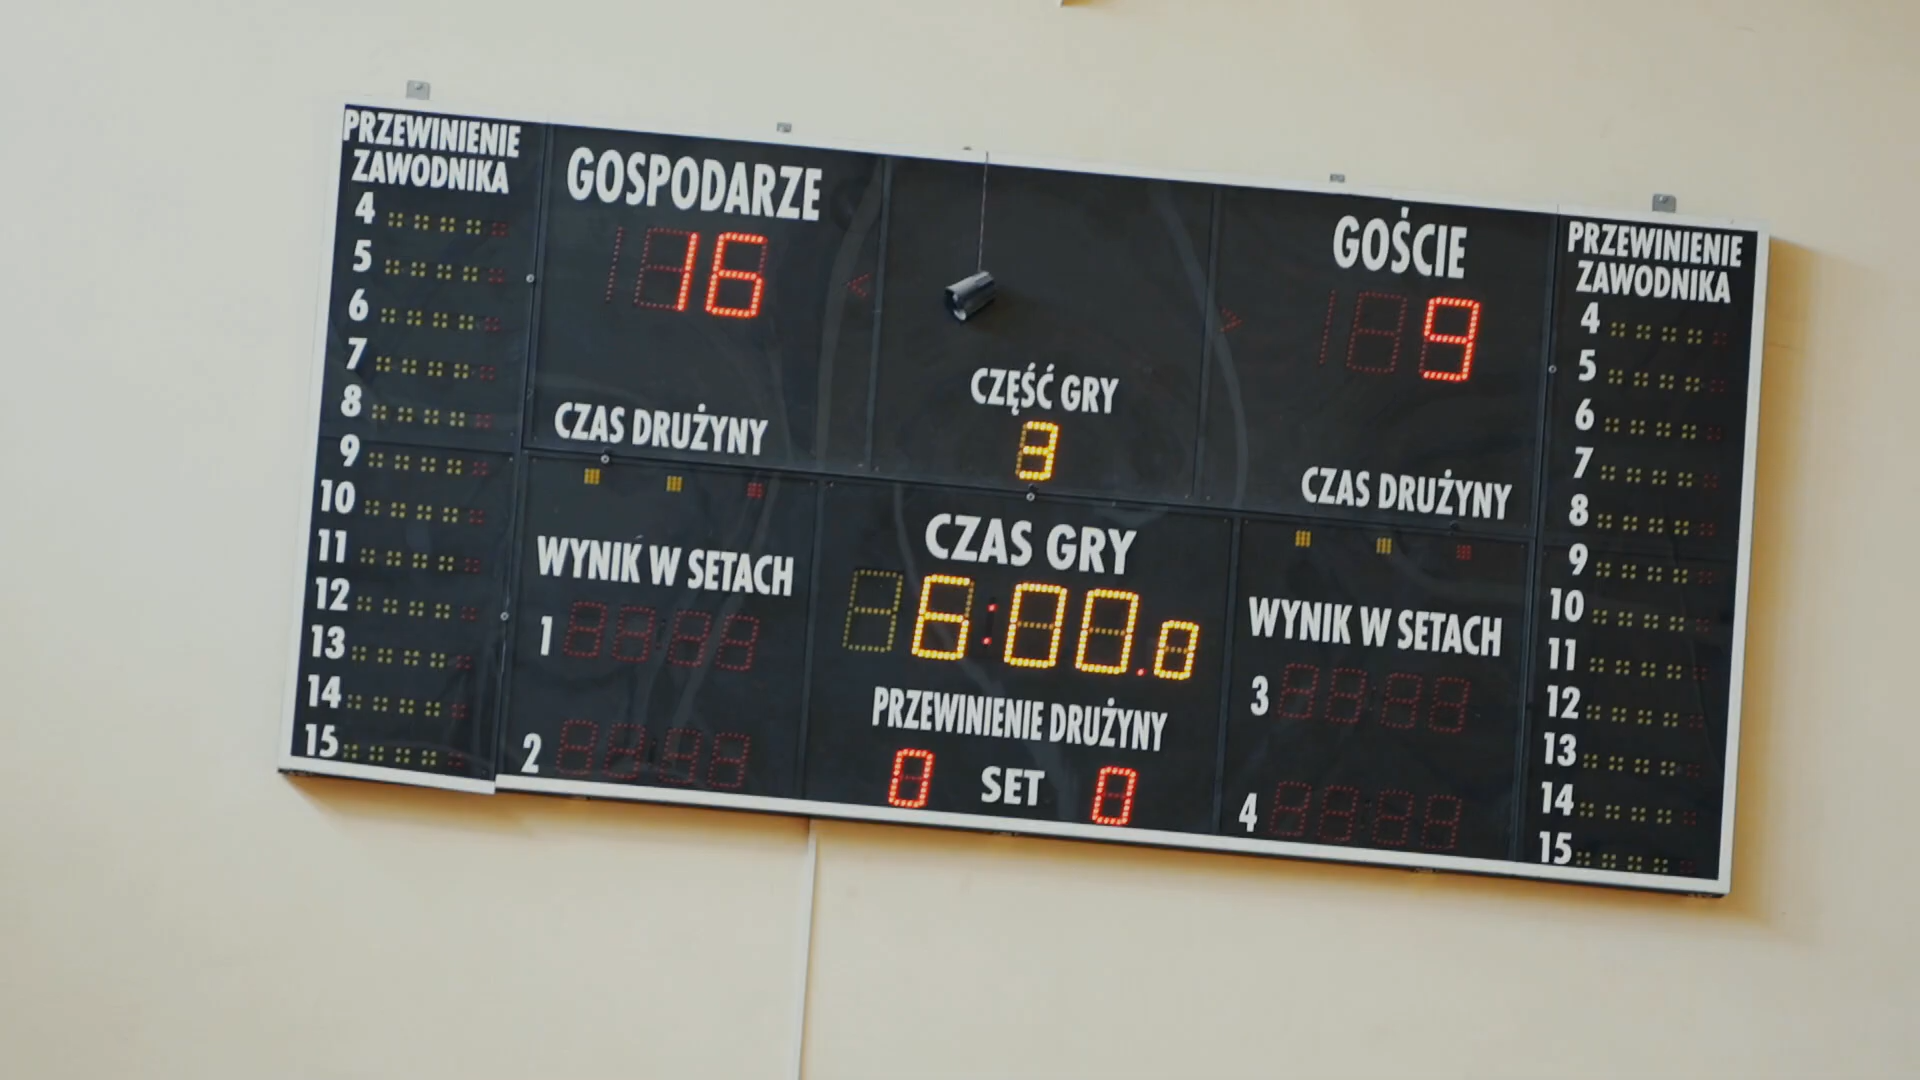 PRZEWINIENIE
ZAWODNIKA
4
5
6
7
8
9
10
11
12
13
14
15
GOSPODARZE
16
CZAS DRUŻYNY
WYNIK W SETACH
1
2
CZĘŚĆ GRY
3
CZAS GRY
6:00.0
PRZEWINIENIE DRUŻYNY
0 SET 0
GOŚCIE
9
CZAS DRUŻYNY
WYNIK W SETACH
3
4
PRZEWINIENIE
ZAWODNIKA
4
5
6
7
8
9
10
11
12
13
14
15